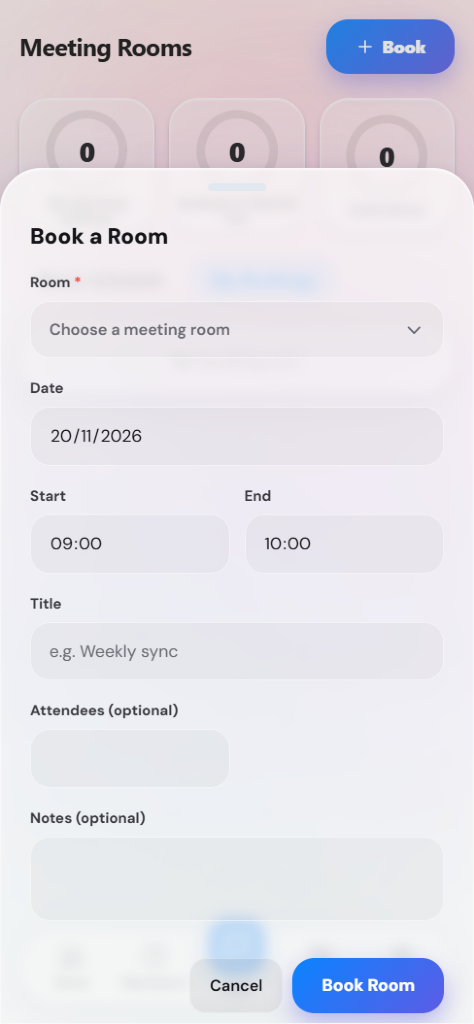 Meeting Rooms
+ Book
0
0
0
Book a Room
Room *
Choose a meeting room
Date
20/11/2026
Start
End
09:00
10:00
Title
e.g. Weekly sync
Attendees (optional)
Notes (optional)
Cancel
Book Room